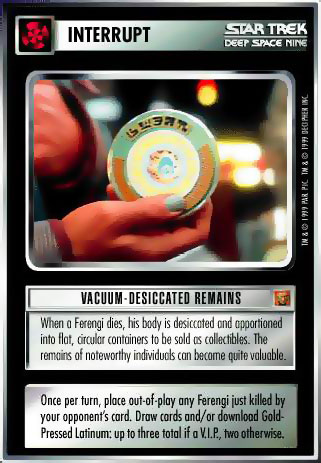 INTERRUPT
STAR TREK
DEEP SPACE NINE
TM & © 1999 PAR. PIC. TM & © 1999 DECIPHER INC.
VACUUM-DESICCATED REMAINS
When a Ferengi dies, his body is desiccated and apportioned
into flat, circular containers to be sold as collectibles. The
remains of noteworthy individuals can become quite valuable.
Once per turn, place out-of-play any Ferengi just killed by
your opponent's card. Draw cards and/or download Gold-
Pressed Latinum: up to three total if a V.I.P., two otherwise.